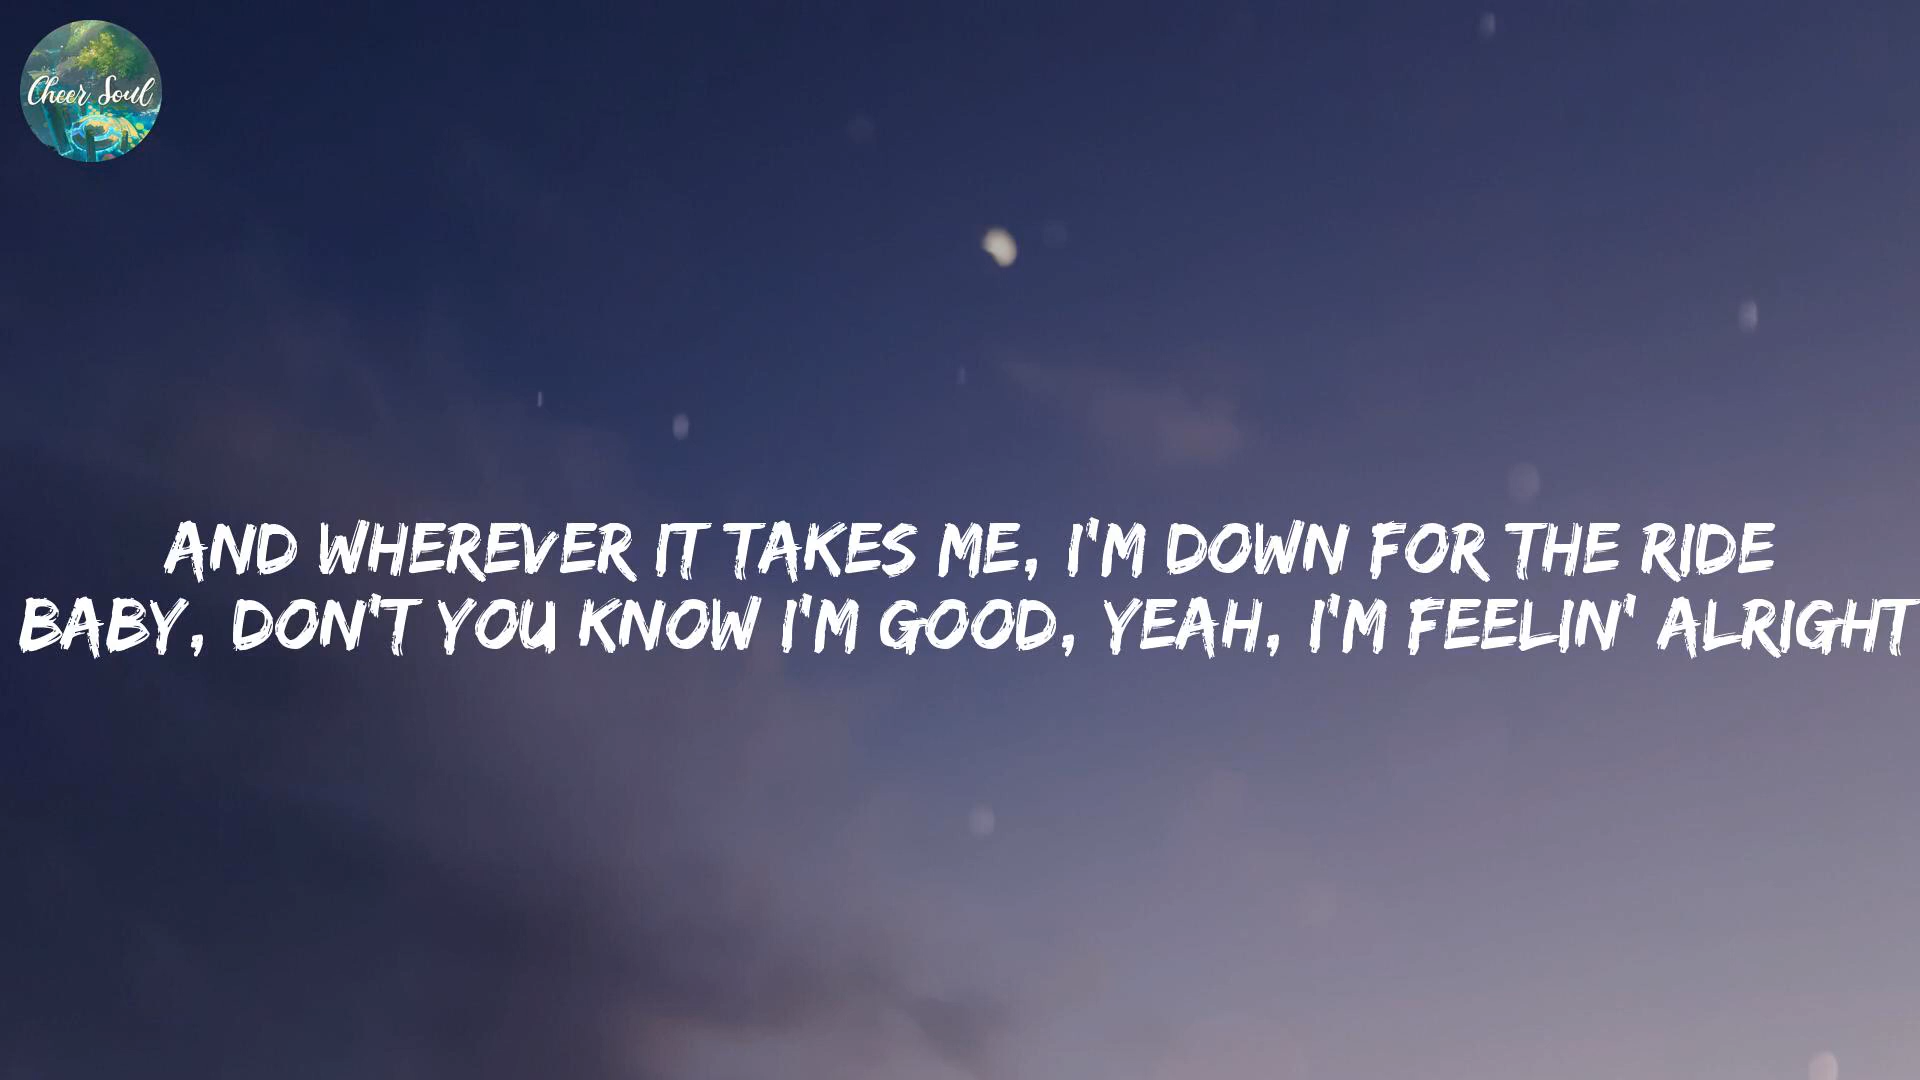 Cheer Soul
AND WHEREVER IT TAKES ME, I'M DOWN FOR THE RIDE
BABY, DON'T YOU KNOW I'M GOOD, YEAH, I'M FEELIN' ALRIGHT